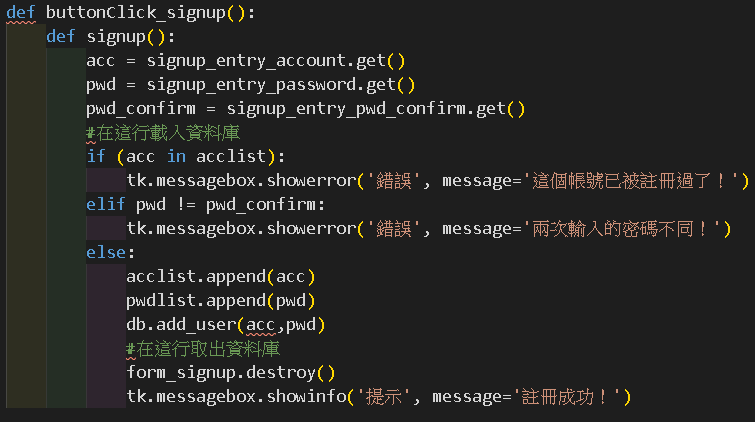 def buttonClick_signup():
    def signup():
        acc = signup_entry_account.get()
        pwd = signup_entry_password.get()
        pwd_confirm = signup_entry_pwd_confirm.get()
        #在這行載入資料庫
        if (acc in acclist):
            tk.messagebox.showerror('錯誤', message='這個帳號已被註冊過了！')
        elif pwd != pwd_confirm:
            tk.messagebox.showerror('錯誤', message='兩次輸入的密碼不同！')
        else:
            acclist.append(acc)
            pwdlist.append(pwd)
            db.add_user(acc,pwd)
            #在這行取出資料庫
            form_signup.destroy()
            tk.messagebox.showinfo('提示', message='註冊成功！')